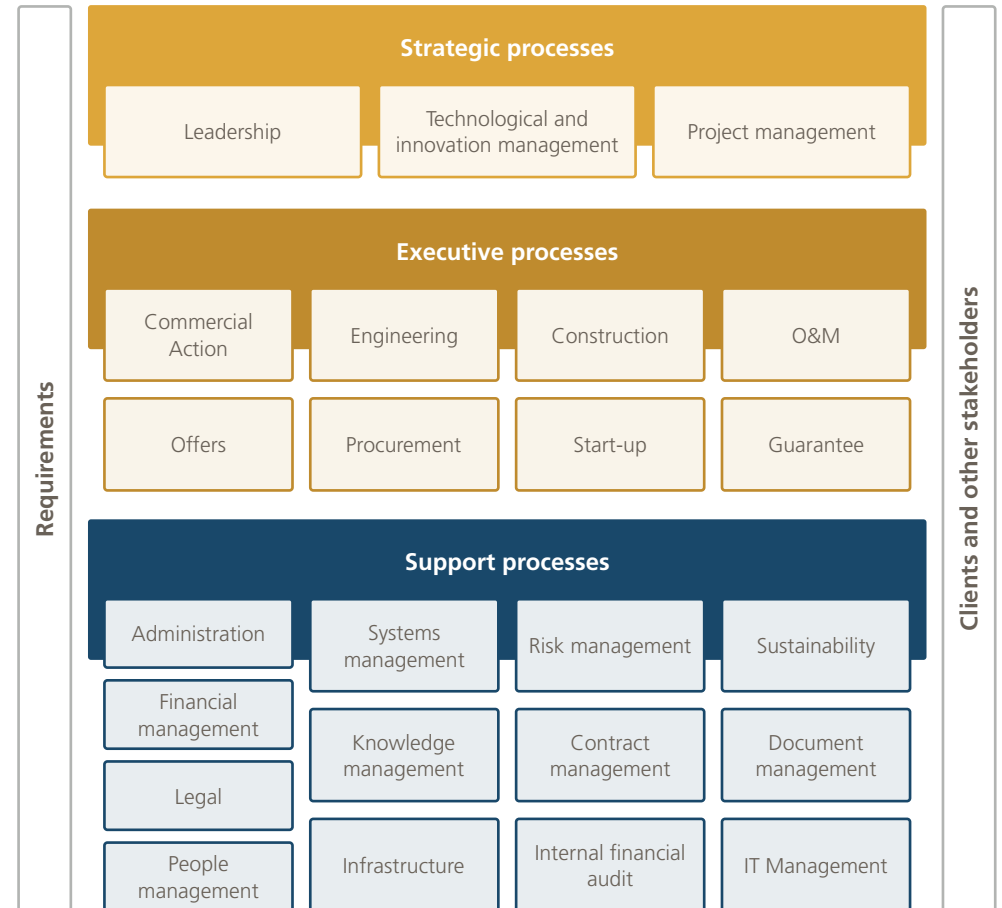 Requirements
Strategic processes
Leadership
Technological and
innovation management
Project management
Executive processes
Commercial
Action
Engineering
Construction
O&M
Offers
Procurement
Start-up
Guarantee
Support processes
Administration
Financial
management
Legal
People
management
Systems
management
Knowledge
management
Infrastructure
Risk management
Contract
management
Internal financial
audit
Sustainability
Document
management
IT Management
Clients and other stakeholders